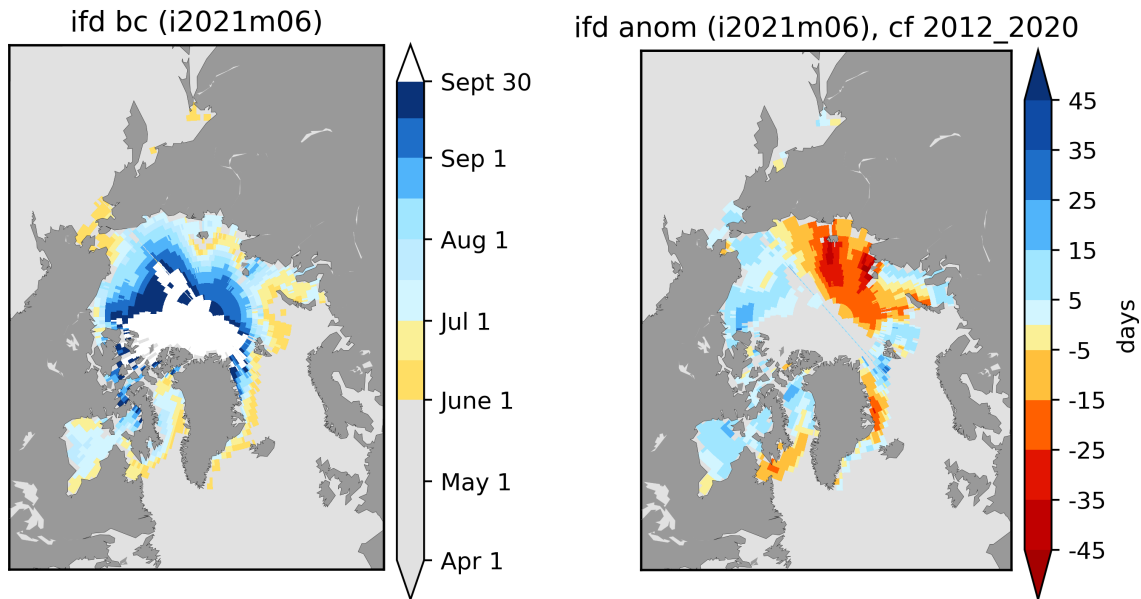 ifd bc (i2021m06)
Sept 30
Sep 1
Aug 1
Jul 1
June 1
May 1
Apr 1
ifd anom (i2021m06), cf 2012_2020
45
35
25
15
5
-5
-15
-25
-35
-45
days